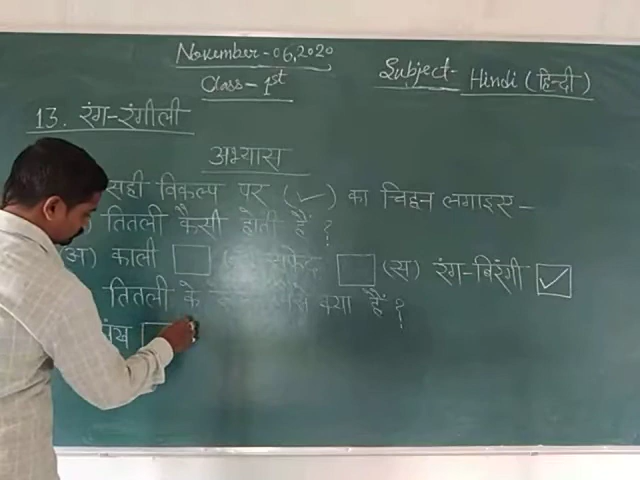 November-06,2020
Class-1st
Subject- Hindi (हिन्दी)
13. रंग-रंगीली
अभ्यास
सही विकल्प पर (✓) का चिह्न लगाइए-
तितली कैसी होती है?
(अ) काली (स) रंग-बिरंगी ✓
तितली के क्या है?
पंख